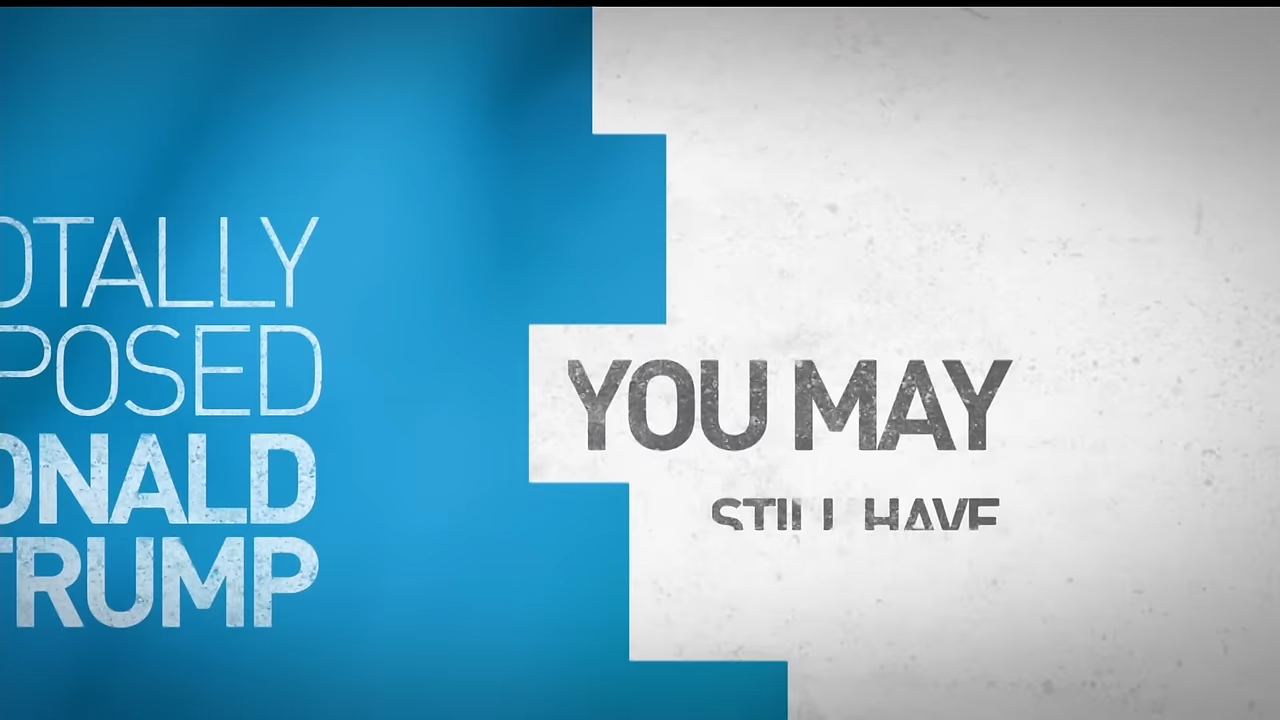 OTALLY
POSED
ONALD
TRUMP
YOU MAY
STILL HAVE